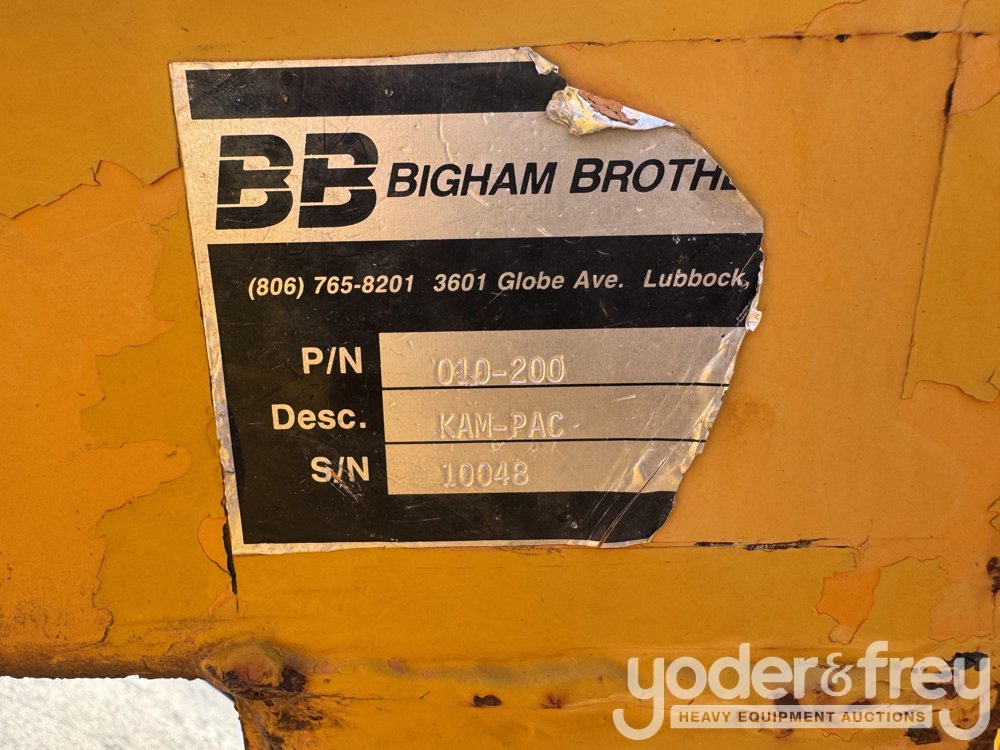 BB BIGHAM BROTHE
(806) 765-8201 3601 Globe Ave. Lubbock,
P/N 010-200
Desc. KAM-PAC
S/N 10048
yoder&frey
HEAVY EQUIPMENT AUCTIONS